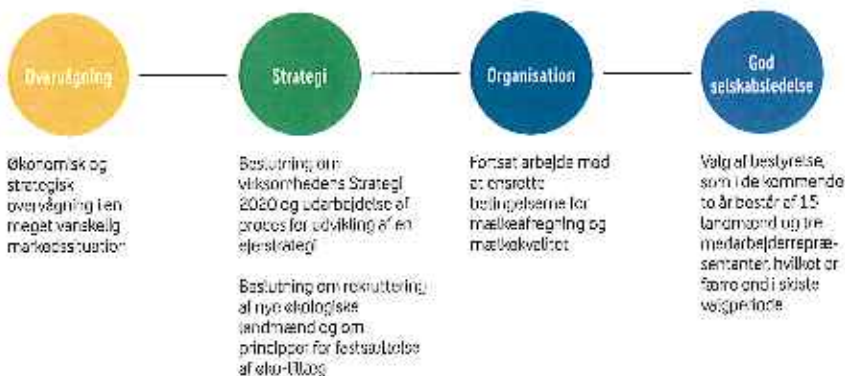 Overvågning
Strategi
Organisation
God
selskabsledelse
Økonomisk og
strategisk
overvågning i en
meget vanskelig
markedssituation
Beslutning om
virksomhedens Strategi
2020 og udarbejdelse af
proces for udvikling af en
ejerstrategi
Beslutning om rekruttering
af nye økologiske
landmænd og om
principper for fastsættelse
af øko-tillæg
Fortsat arbejde med
at ensrette
betingelserne for
mælkeafregning og
mælkekvalitet
Valg af bestyrelse,
som i de kommende
to år består af 15
landmænd og tre
medarbejderrepræ-
sentanter, hvilket er
færre end i sidste
valgperiode